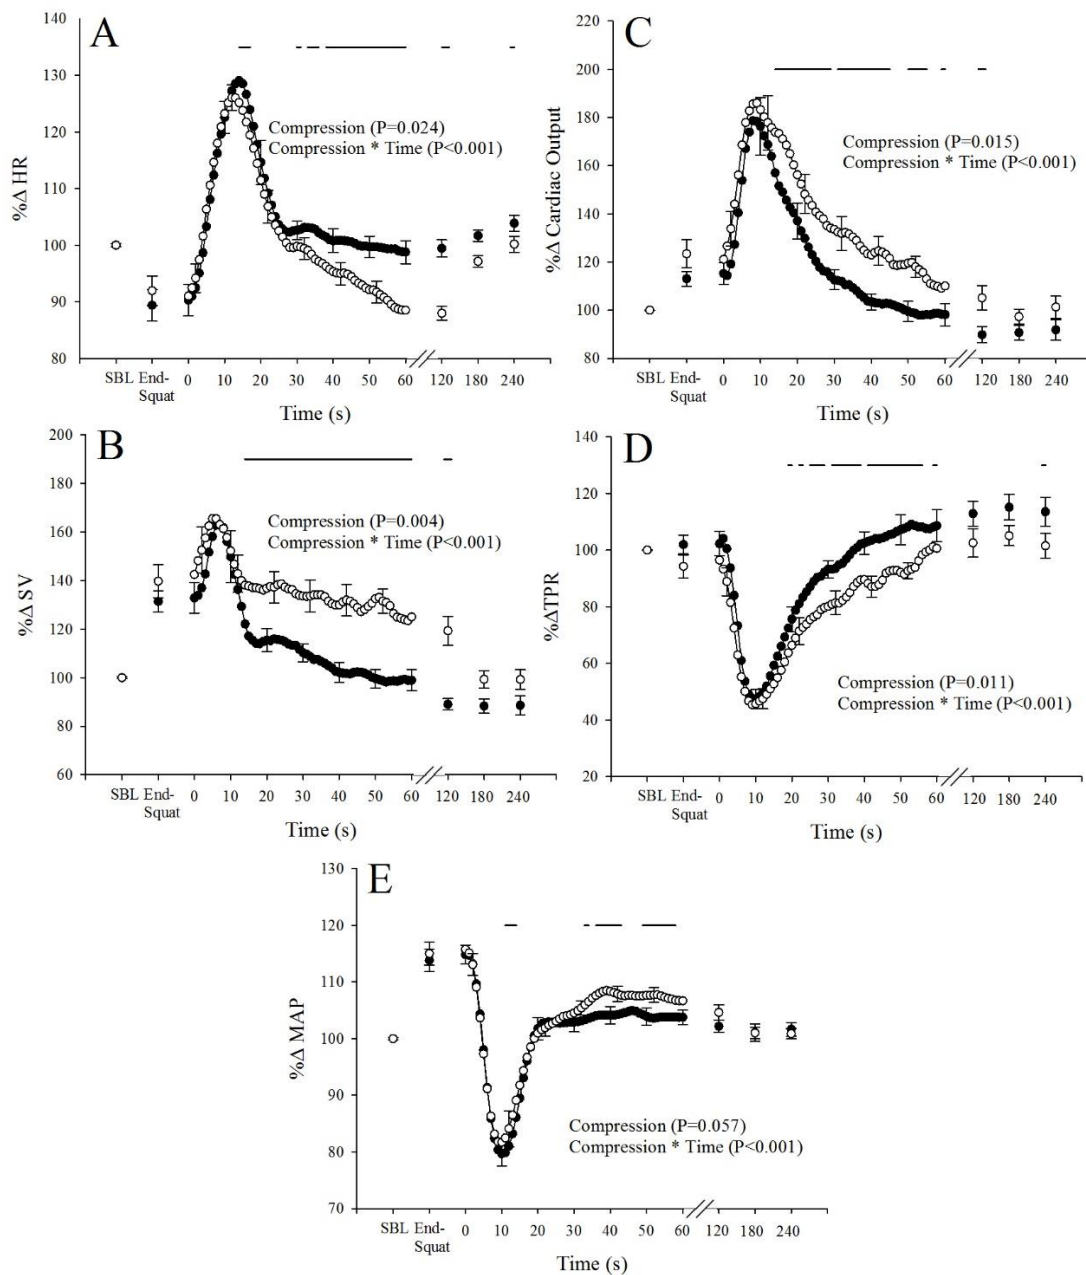 A
%Δ HR
140
130
120
110
100
90
80
Compression (P=0.024)
Compression * Time (P<0.001)
SBL End-Squat 0 10 20 30 40 50 60 120 180 240
Time (s)
C
%Δ Cardiac Output
220
200
180
160
140
120
100
80
Compression (P=0.015)
Compression * Time (P<0.001)
SBL End-Squat 0 10 20 30 40 50 60 120 180 240
Time (s)
B
%Δ SV
200
180
160
140
120
100
80
60
Compression (P=0.004)
Compression * Time (P<0.001)
SBL End-Squat 0 10 20 30 40 50 60 120 180 240
Time (s)
D
%ΔTPR
140
120
100
80
60
40
20
Compression (P=0.011)
Compression * Time (P<0.001)
SBL End-Squat 0 10 20 30 40 50 60 120 180 240
Time (s)
E
%Δ MAP
130
120
110
100
90
80
70
Compression (P=0.057)
Compression * Time (P<0.001)
SBL End-Squat 0 10 20 30 40 50 60 120 180 240
Time (s)